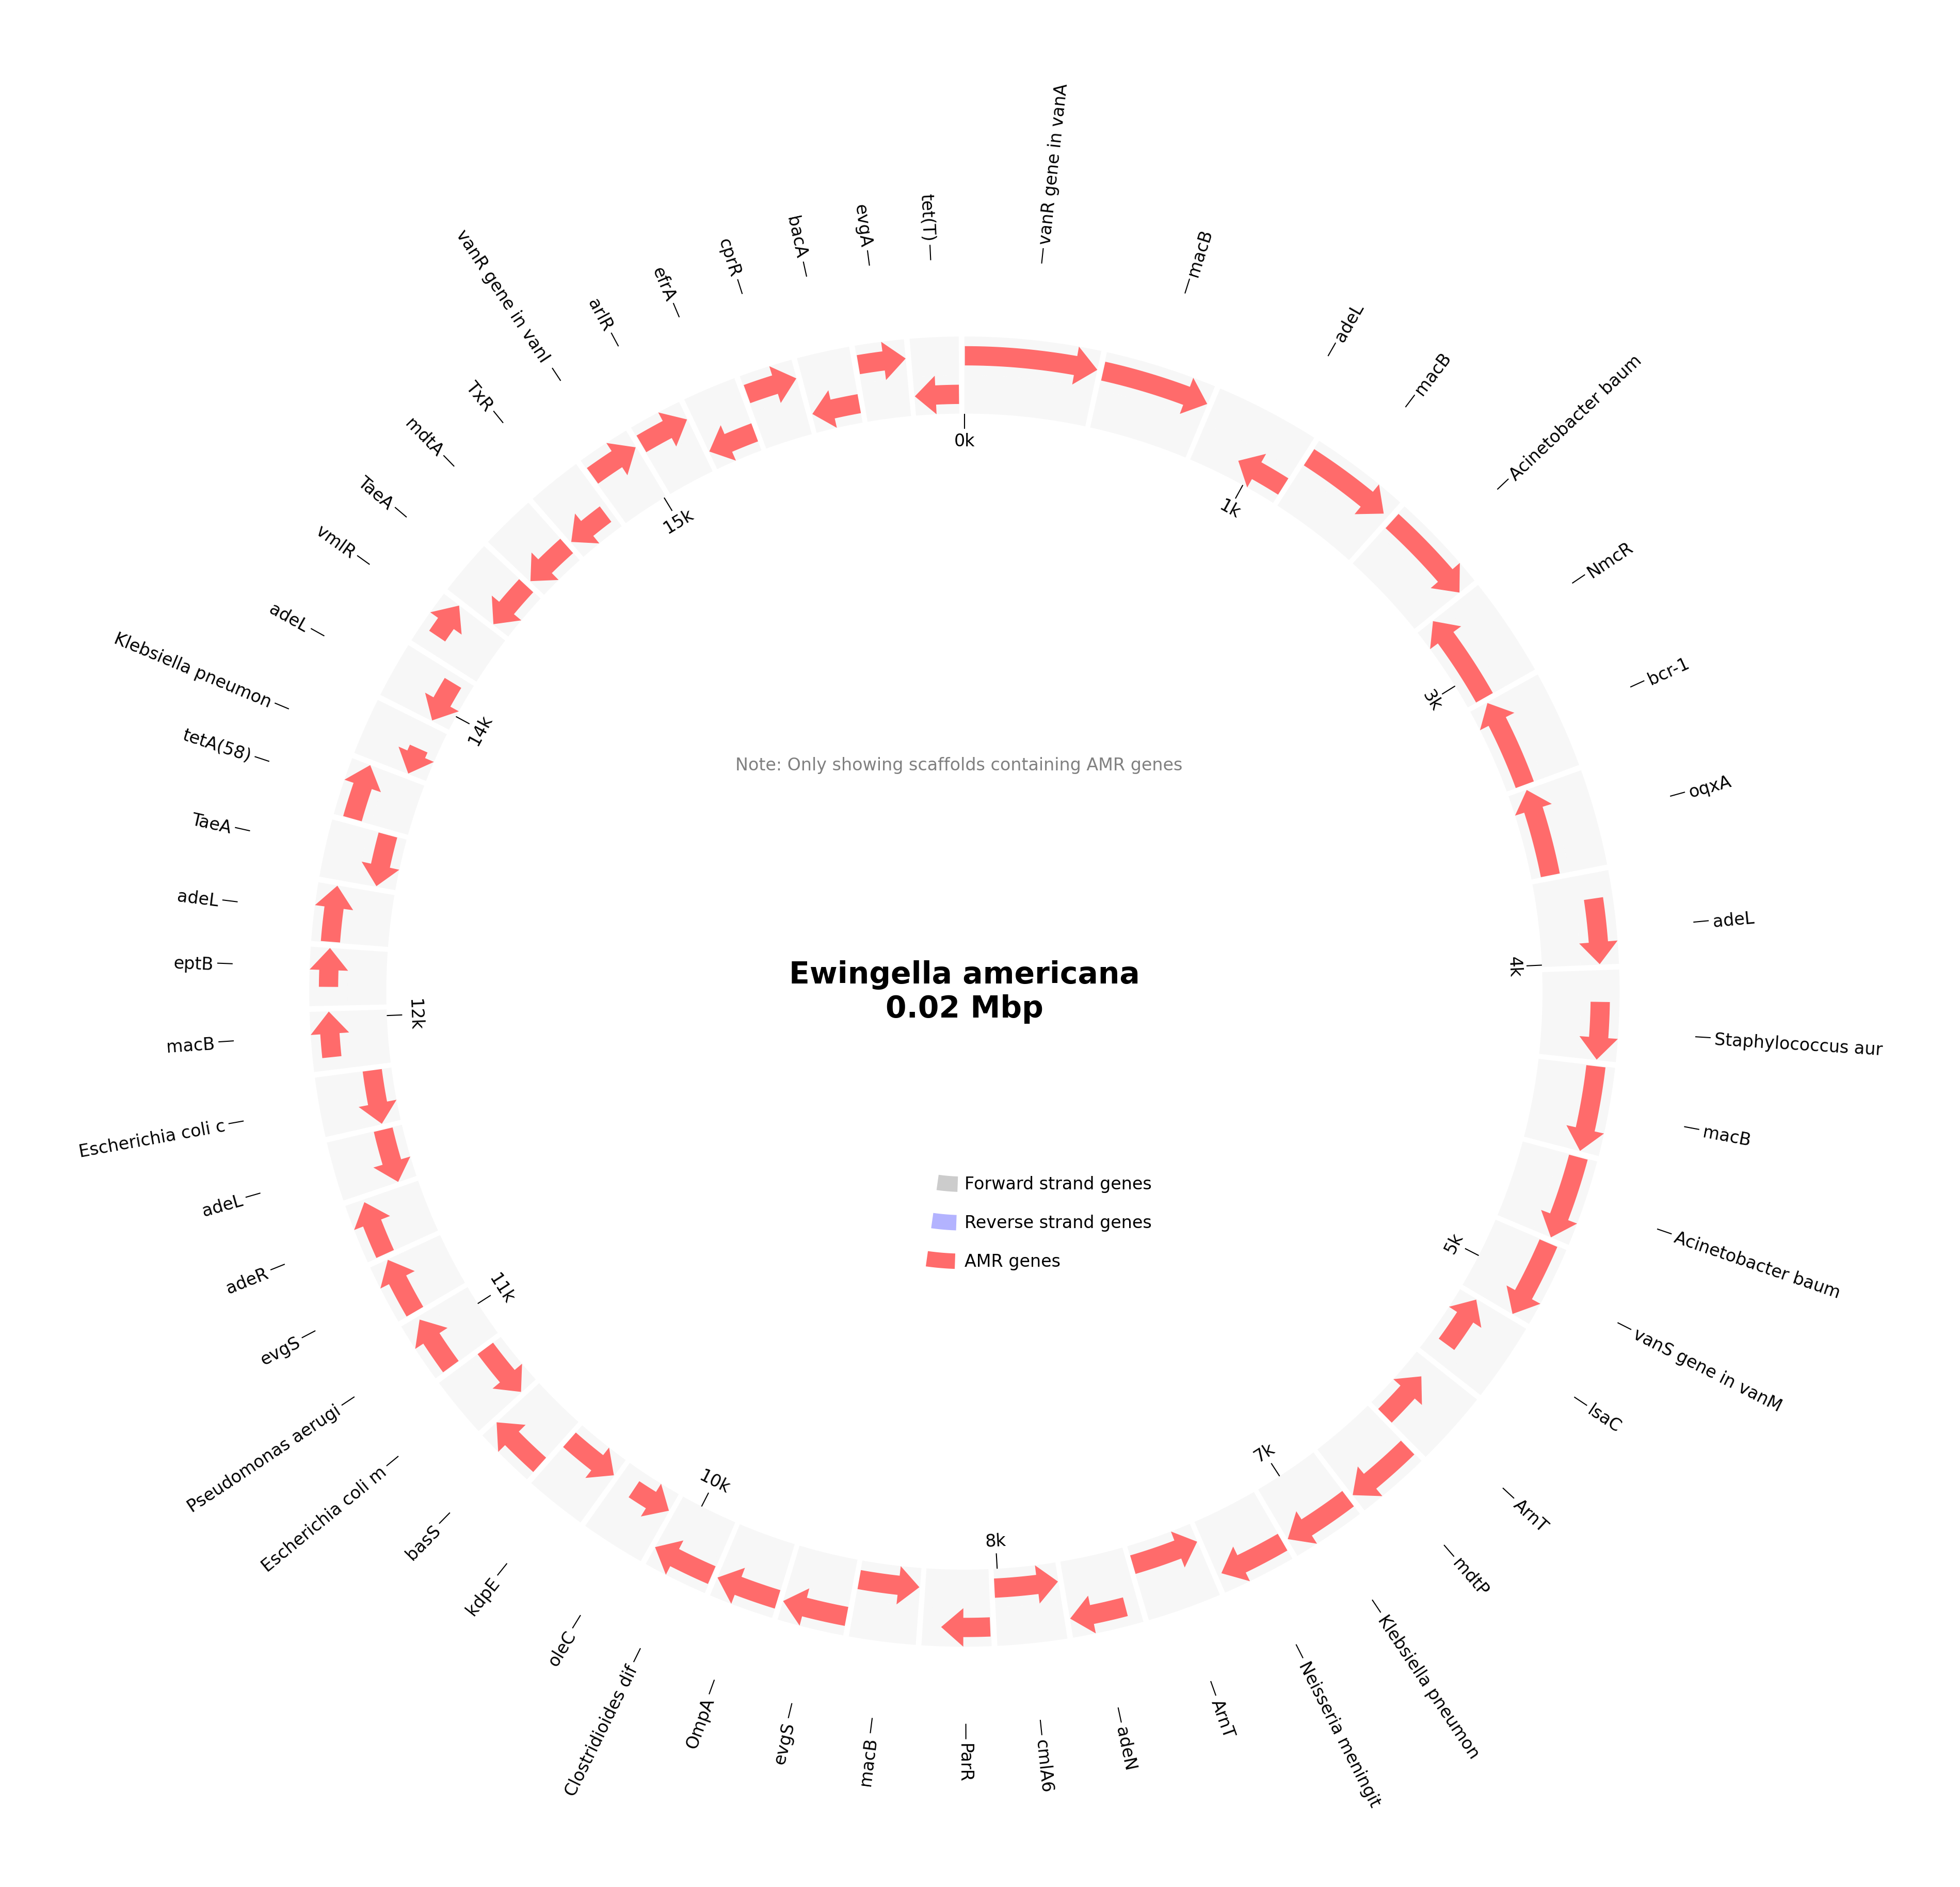 vanR gene in vanA
macB
adeL
macB
Acinetobacter baum
NmcR
bcr-1
oqxA
adeL
Staphylococcus aur
macB
Acinetobacter baum
vanS gene in vanM
lsaC
ArnT
mdtP
Klebsiella pneumon
Neisseria meningit
ArnT
adeN
cmlA6
ParR
macB
evgS
OmpA
Clostridioides dif
oleC
kdpE
basS
Escherichia coli m
Pseudomonas aerugi
evgS
adeR
adeL
Escherichia coli c
macB
eptB
adeL
TaeA
tetA(58)
Klebsiella pneumon
adeL
vmlR
TaeA
mdtA
TxR
vanR gene in vanI
arlR
efrA
cprR
bacA
evgA
tet(T)
0k
1k
3k
4k
5k
7k
8k
10k
11k
12k
14k
15k
Note: Only showing scaffolds containing AMR genes
Ewingella americana
0.02 Mbp
Forward strand genes
Reverse strand genes
AMR genes